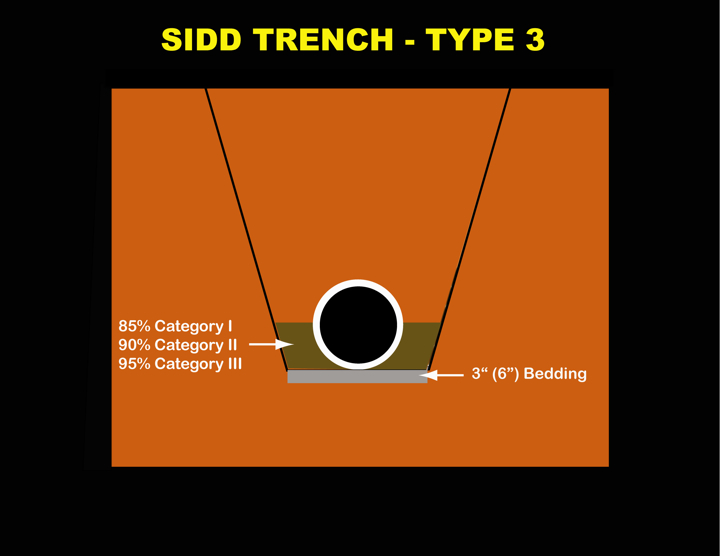 SIDD TRENCH - TYPE 3
85% Category I
90% Category II
95% Category III
3“ (6”) Bedding